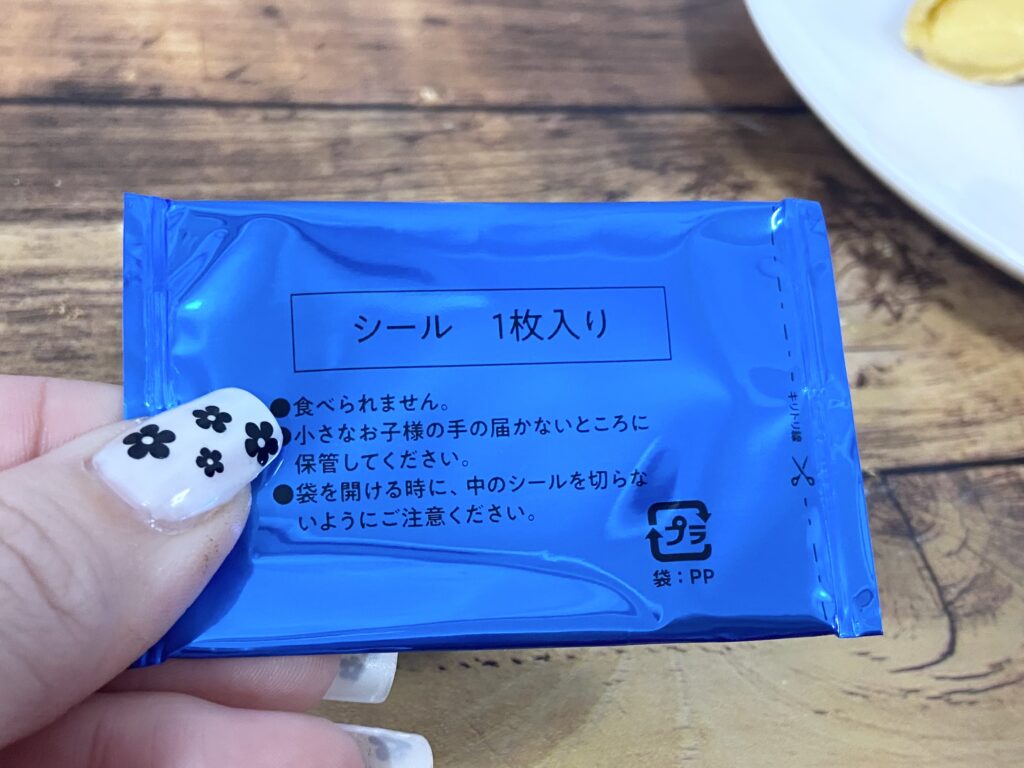 シール　1枚入り
●食べられません。
●小さなお子様の手の届かないところに
保管してください。
●袋を開ける時に、中のシールを切らな
いようにご注意ください。
キリトリ線
プラ
袋：PP